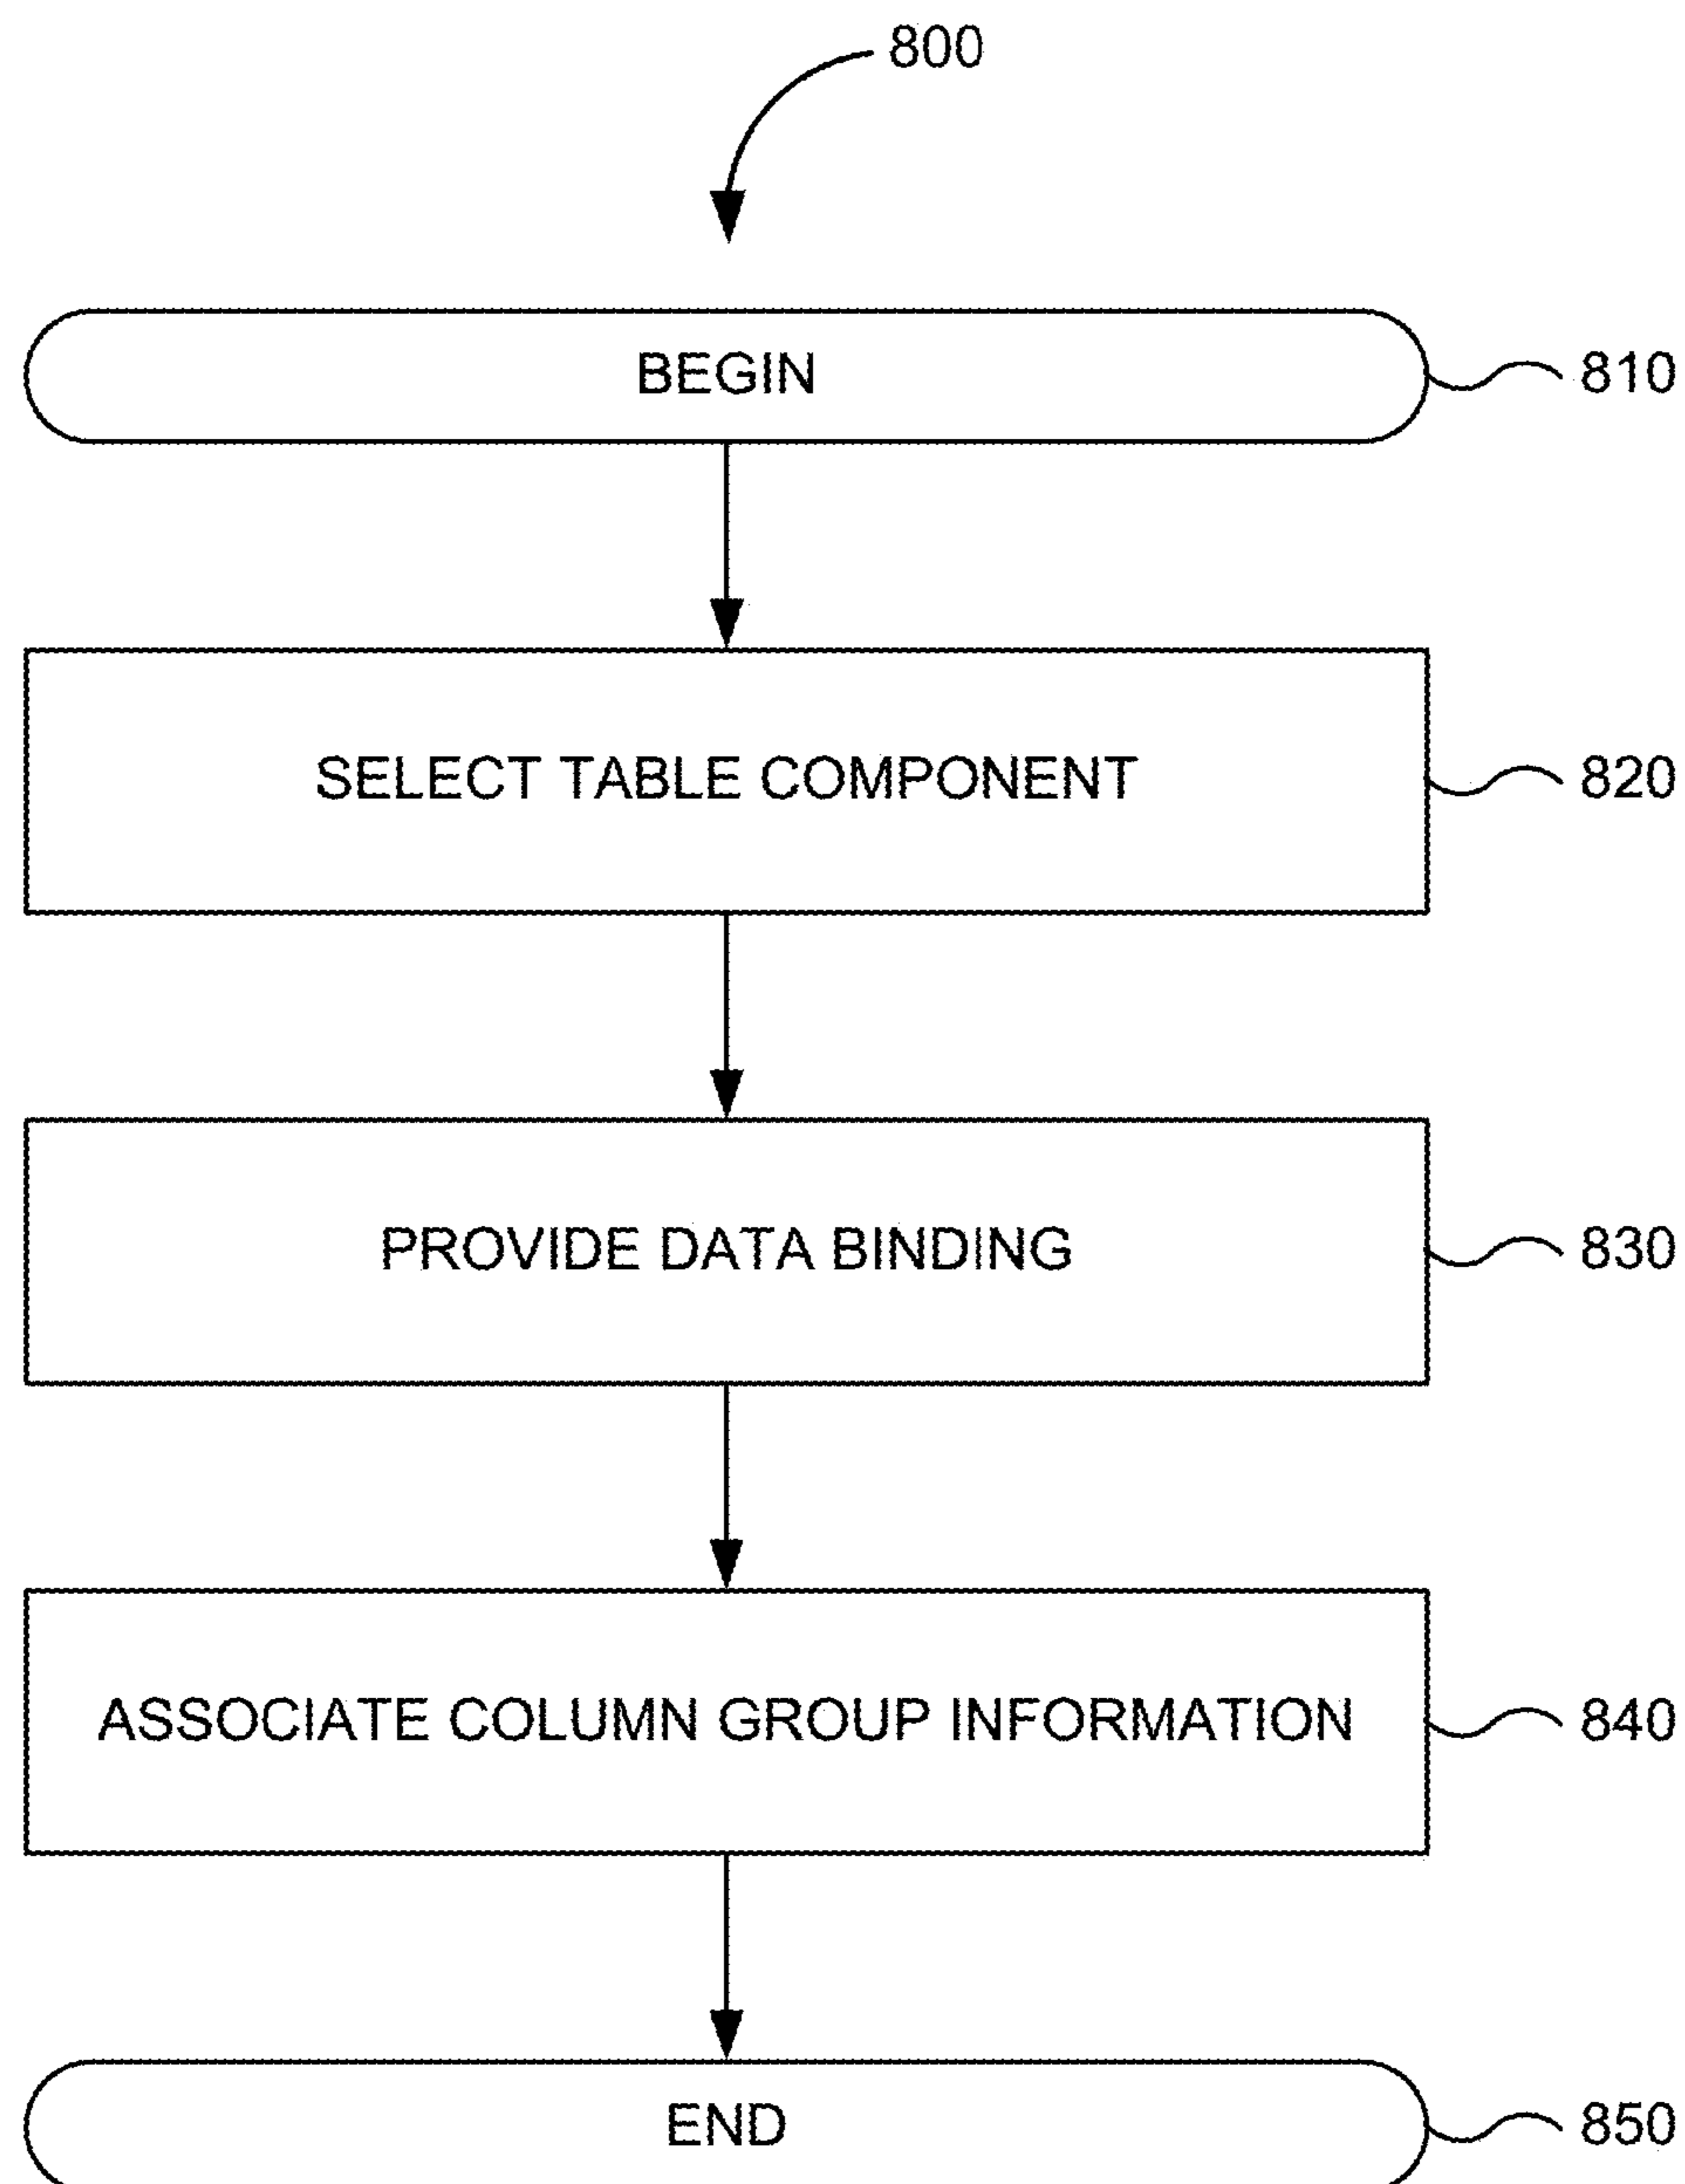 800
BEGIN
810
SELECT TABLE COMPONENT
820
PROVIDE DATA BINDING
830
ASSOCIATE COLUMN GROUP INFORMATION
840
END
850